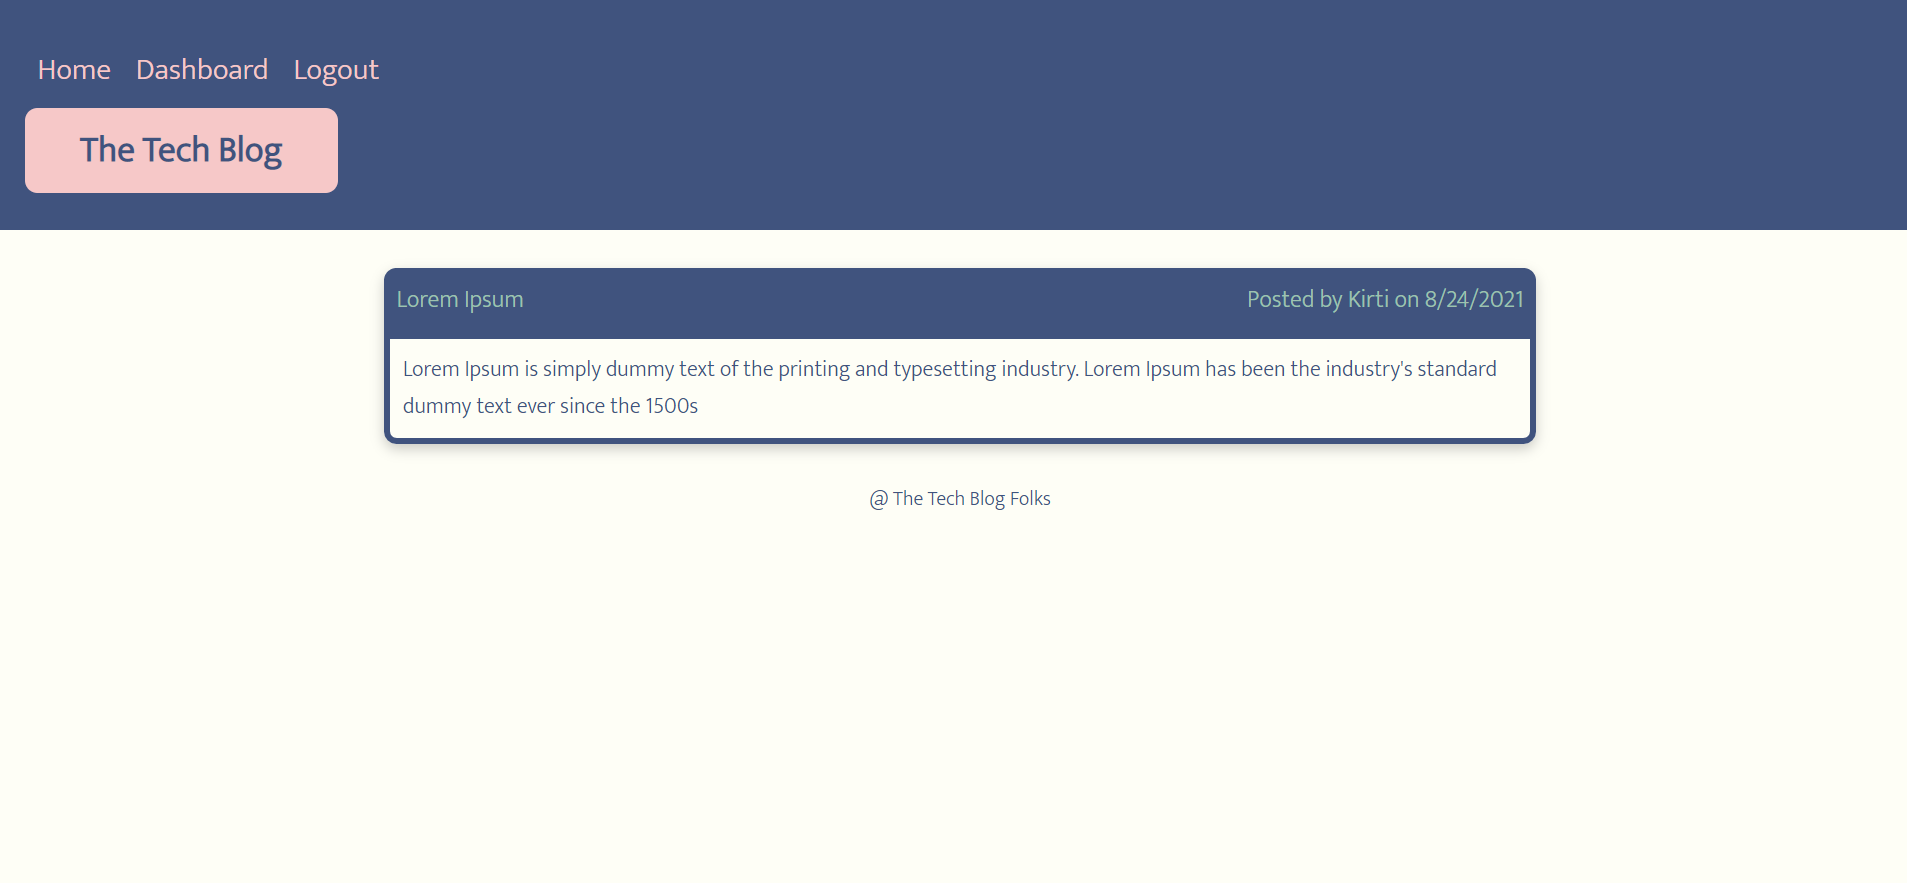 Home Dashboard Logout
The Tech Blog
Lorem Ipsum Posted by Kirti on 8/24/2021
Lorem Ipsum is simply dummy text of the printing and typesetting industry. Lorem Ipsum has been the industry's standard
dummy text ever since the 1500s
@ The Tech Blog Folks